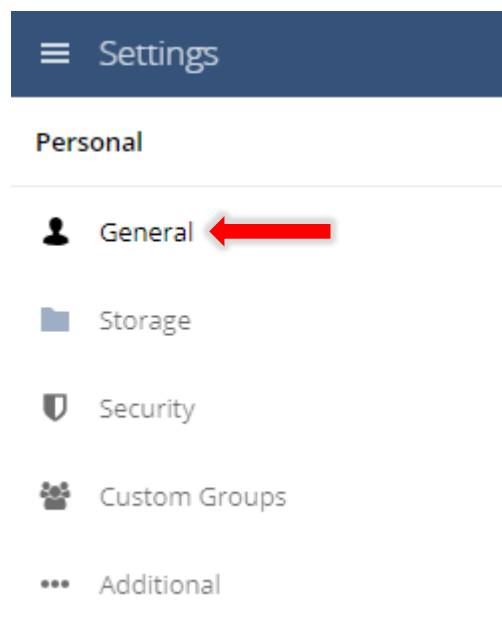 Settings
Personal
General
Storage
Security
Custom Groups
Additional